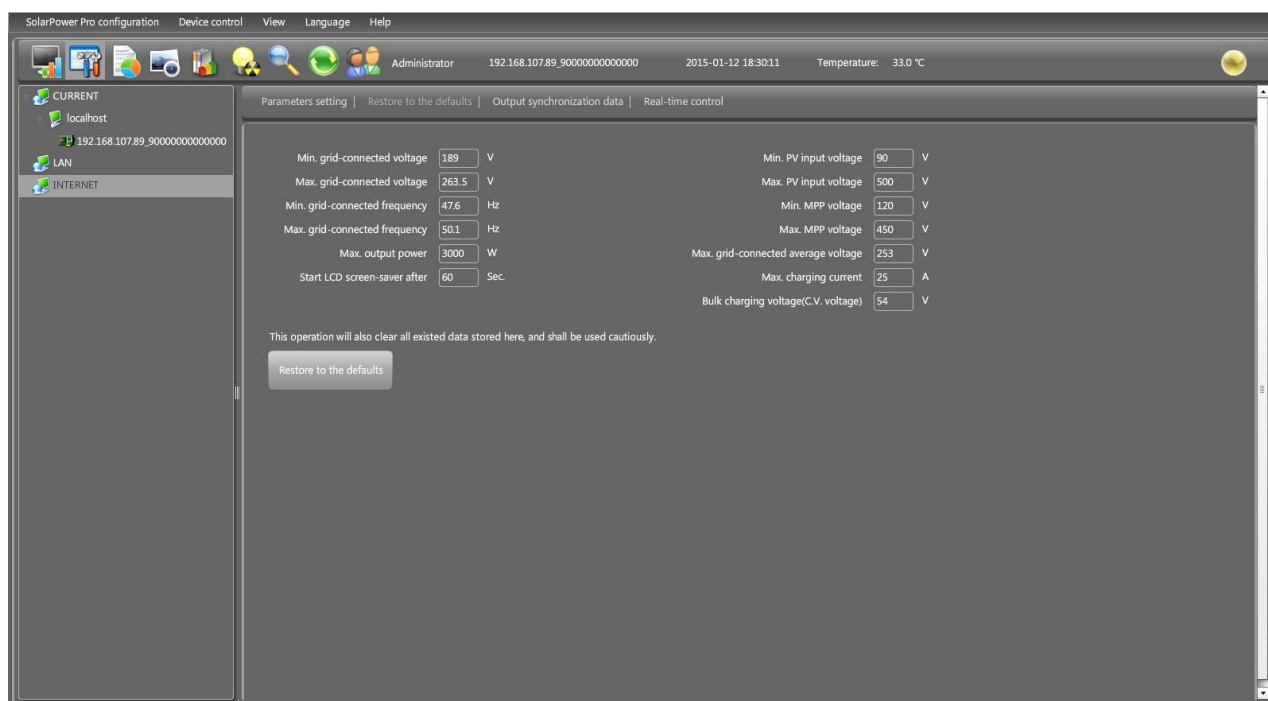 SolarPower Pro configuration Device control View Language Help
Administrator 192.168.107.89_90000000000000 2015-01-12 18:30:11 Temperature: 33.0 ℃
CURRENT
localhost
192.168.107.89_90000000000000
LAN
INTERNET
Parameters setting | Restore to the defaults | Output synchronization data | Real-time control
Min. grid-connected voltage 189 V Min. PV input voltage 90 V
Max. grid-connected voltage 263.5 V Max. PV input voltage 500 V
Min. grid-connected frequency 47.6 Hz Min. MPP voltage 120 V
Max. grid-connected frequency 50.1 Hz Max. MPP voltage 450 V
Max. output power 3000 W Max. grid-connected average voltage 253 V
Start LCD screen-saver after 60 Sec. Max. charging current 25 A
Bulk charging voltage(C.V. voltage) 54 V
This operation will also clear all existed data stored here, and shall be used cautiously.
Restore to the defaults